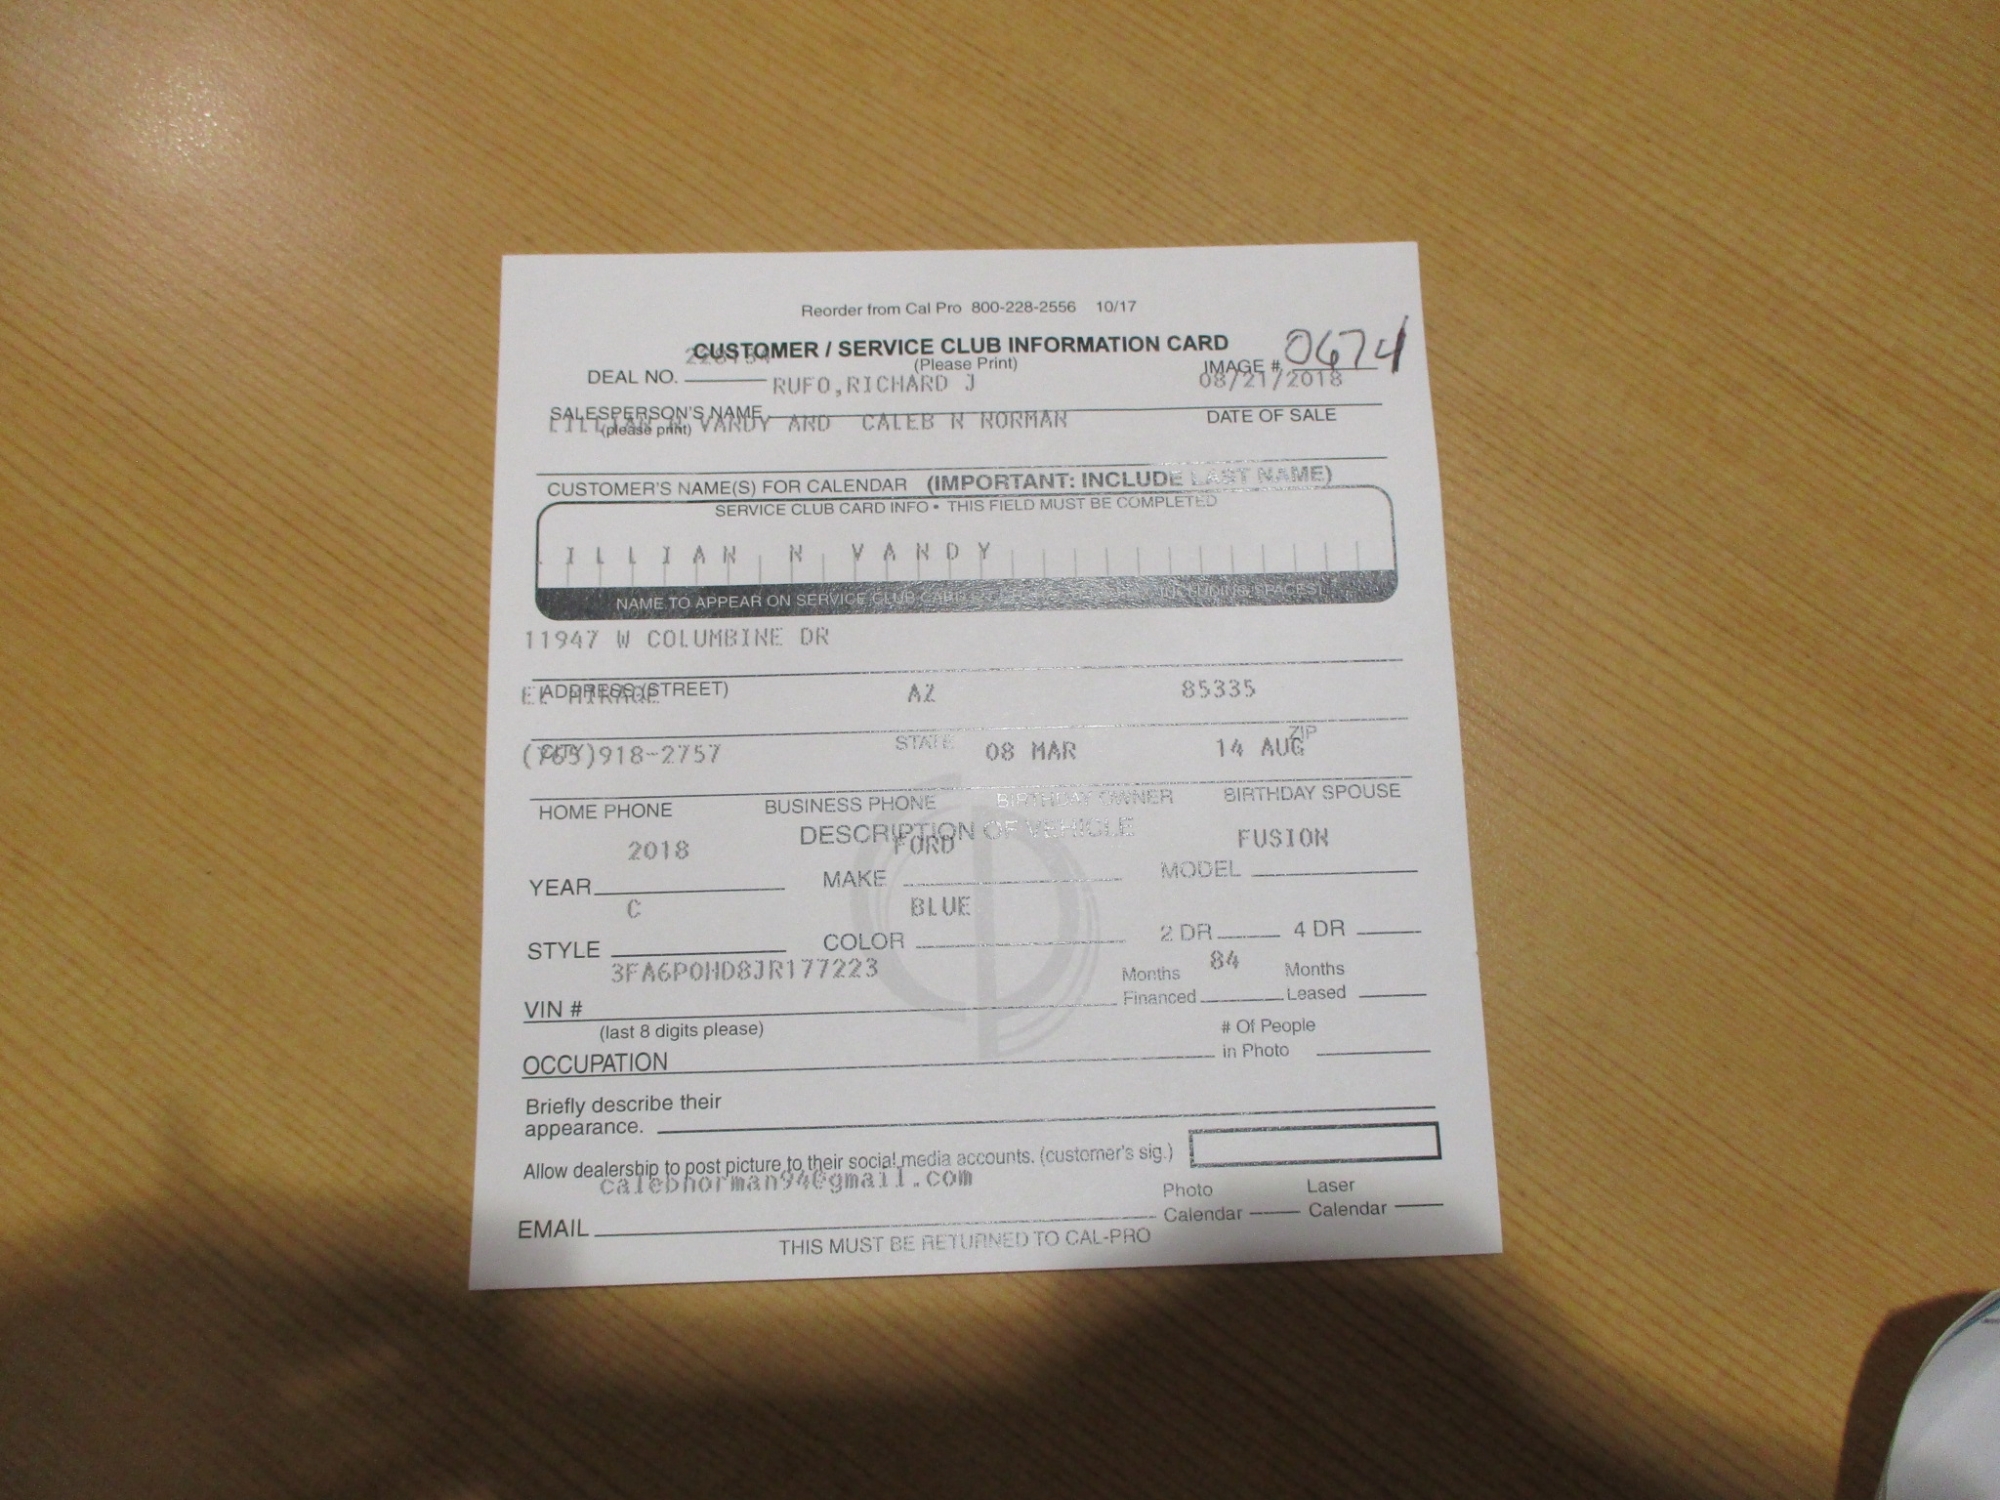 Reorder from Cal Pro 800-228-2556 10/17
CUSTOMER / SERVICE CLUB INFORMATION CARD
(Please Print)
IMAGE # 0674
DEAL NO.
RUFO,RICHARD J
08/21/2018
SALESPERSON'S NAME
(please print)
DATE OF SALE
LILLIAN N VANDY AND CALEB N NORMAN
CUSTOMER'S NAME(S) FOR CALENDAR (IMPORTANT: INCLUDE LAST NAME)
SERVICE CLUB CARD INFO • THIS FIELD MUST BE COMPLETED
ILLIAN N VANDY
NAME TO APPEAR ON SERVICE CLUB CARD INCLUDING SPACES)
11947 W COLUMBINE DR
ADDRESS (STREET)
EL MIRAGE AZ 85335
CITY STATE ZIP
(765)918-2757 08 MAR 14 AUG
HOME PHONE BUSINESS PHONE BIRTHDAY OWNER BIRTHDAY SPOUSE
DESCRIPTION OF VEHICLE
2018 FORD FUSION
YEAR MAKE MODEL
C BLUE
STYLE COLOR 2 DR 4 DR
3FA6P0HD8JR177223 84
VIN # Months Financed Months Leased
(last 8 digits please)
OCCUPATION # Of People in Photo
Briefly describe their
appearance.
Allow dealership to post picture to their social media accounts. (customer's sig.)
calebnorman94@gmail.com
EMAIL Photo Calendar Laser Calendar
THIS MUST BE RETURNED TO CAL-PRO